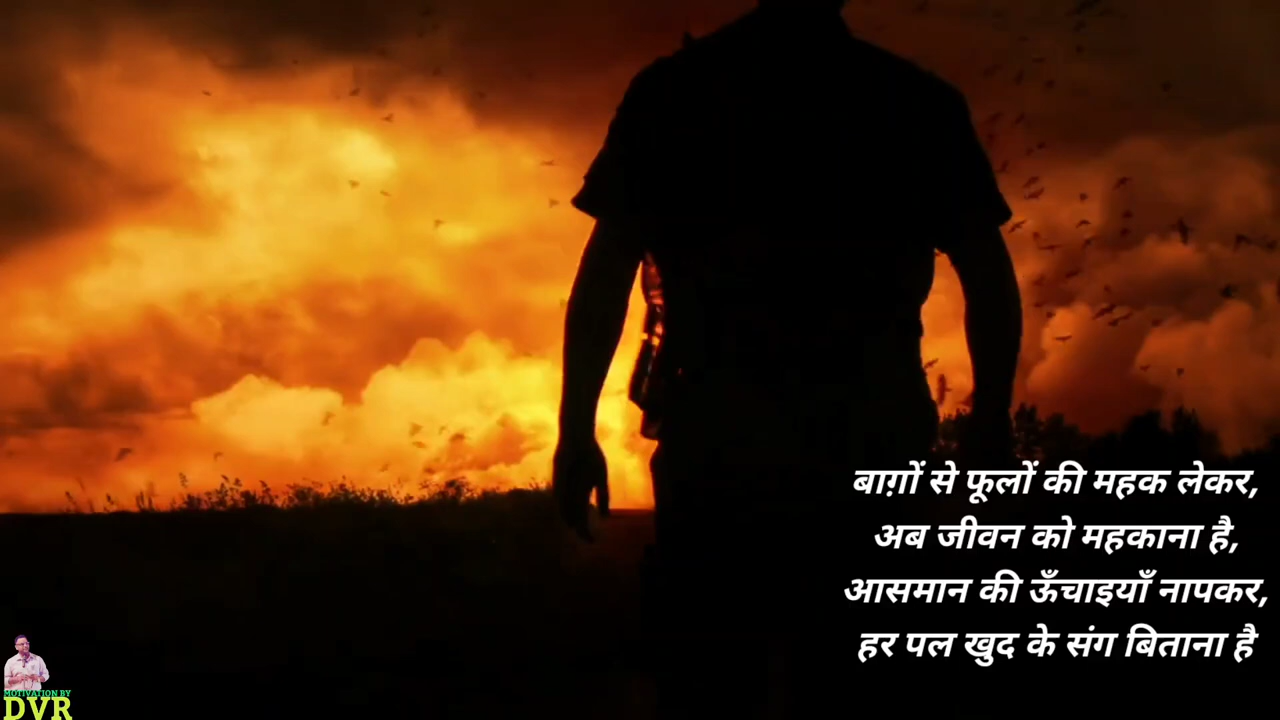 बाग़ों से फूलों की महक लेकर,
अब जीवन को महकाना है,
आसमान की ऊँचाइयाँ नापकर,
हर पल खुद के संग बिताना है
MOTIVATION BY
DVR